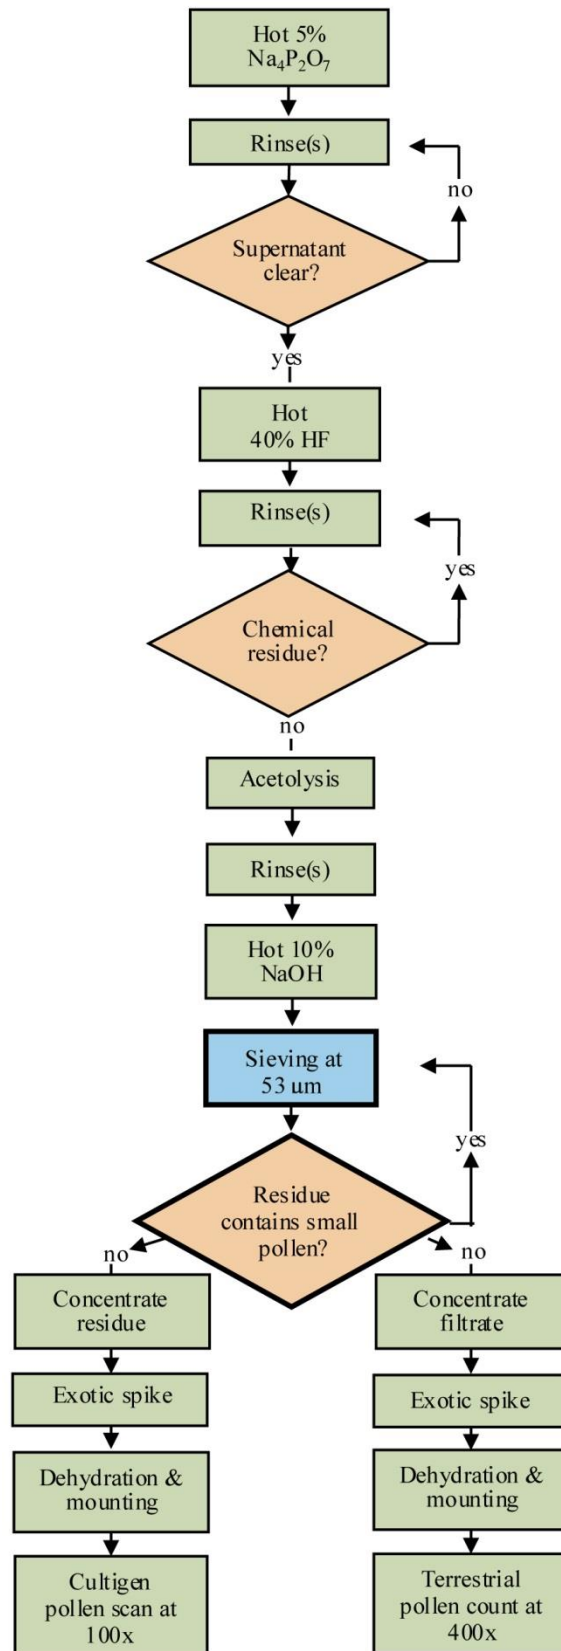 Hot 5%
Na₄P₂O₇
Rinse(s)
no
Supernatant
clear?
yes
Hot
40% HF
Rinse(s)
yes
Chemical
residue?
no
Acetolysis
Rinse(s)
Hot 10%
NaOH
Sieving at
53 µm
yes
Residue
contains small
pollen?
no
no
Concentrate
residue
Exotic spike
Dehydration &
mounting
Cultigen
pollen scan at
100x
Concentrate
filtrate
Exotic spike
Dehydration &
mounting
Terrestrial
pollen count at
400x